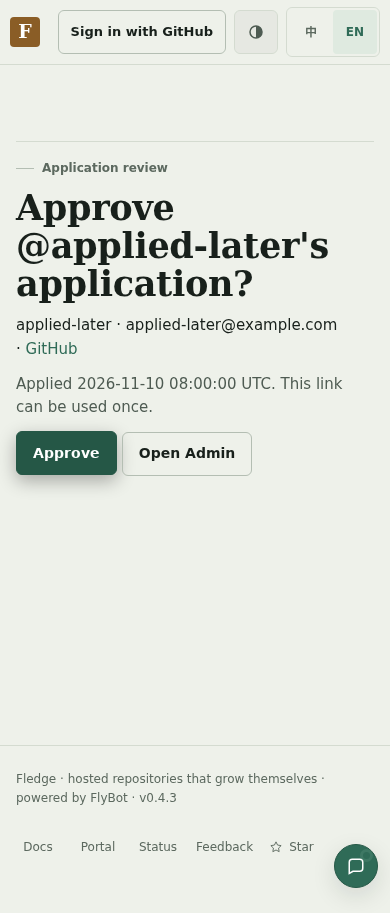 F Sign in with GitHub 中 EN
Application review
Approve
@applied-later's
application?
applied-later · applied-later@example.com
· GitHub
Applied 2026-11-10 08:00:00 UTC. This link
can be used once.
Approve Open Admin
Fledge · hosted repositories that grow themselves ·
powered by FlyBot · v0.4.3
Docs Portal Status Feedback Star